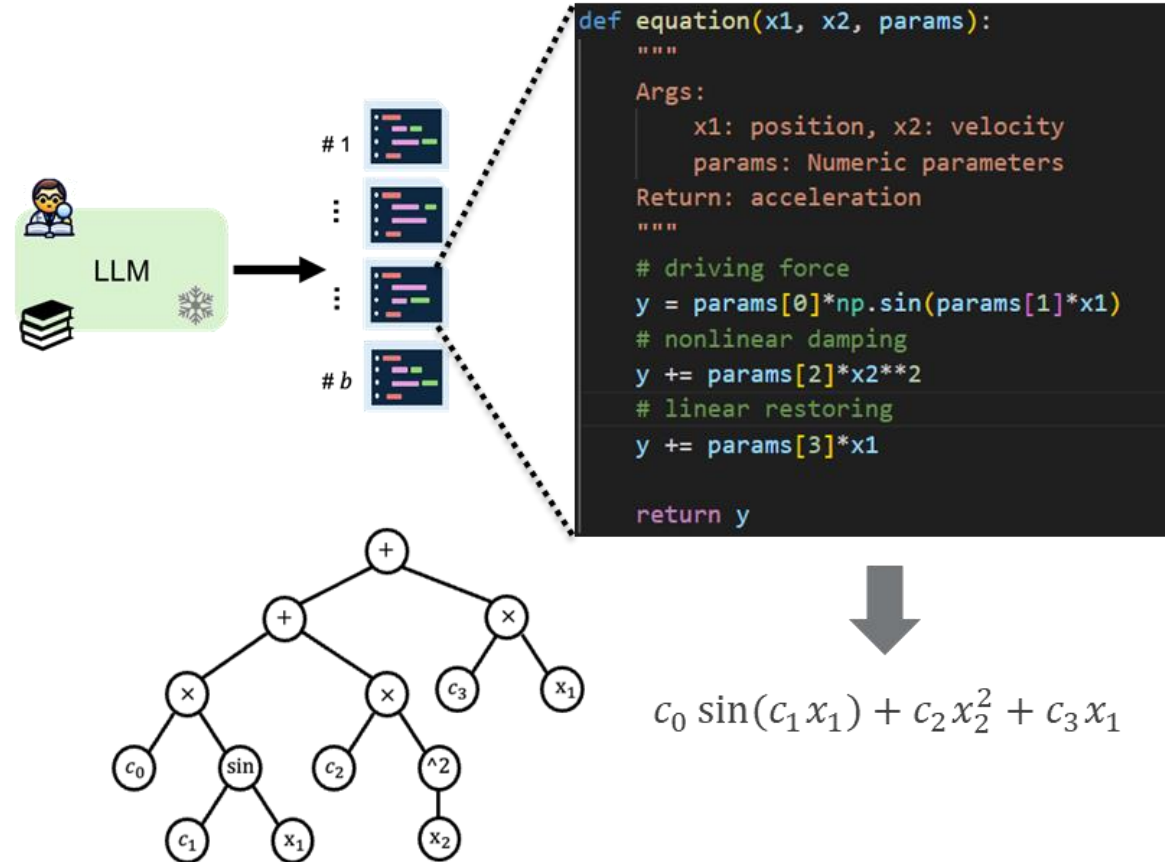 LLM
# 1
⋮
⋮
# b
def equation(x1, x2, params):
"""
Args:
x1: position, x2: velocity
params: Numeric parameters
Return: acceleration
"""
# driving force
y = params[0]*np.sin(params[1]*x1)
# nonlinear damping
y += params[2]*x2**2
# linear restoring
y += params[3]*x1
return y
+
+ ×
× × c₃ x₁
c₀ sin c₂ ^2
c₁ x₁ x₂
c₀ sin(c₁x₁) + c₂x₂² + c₃x₁